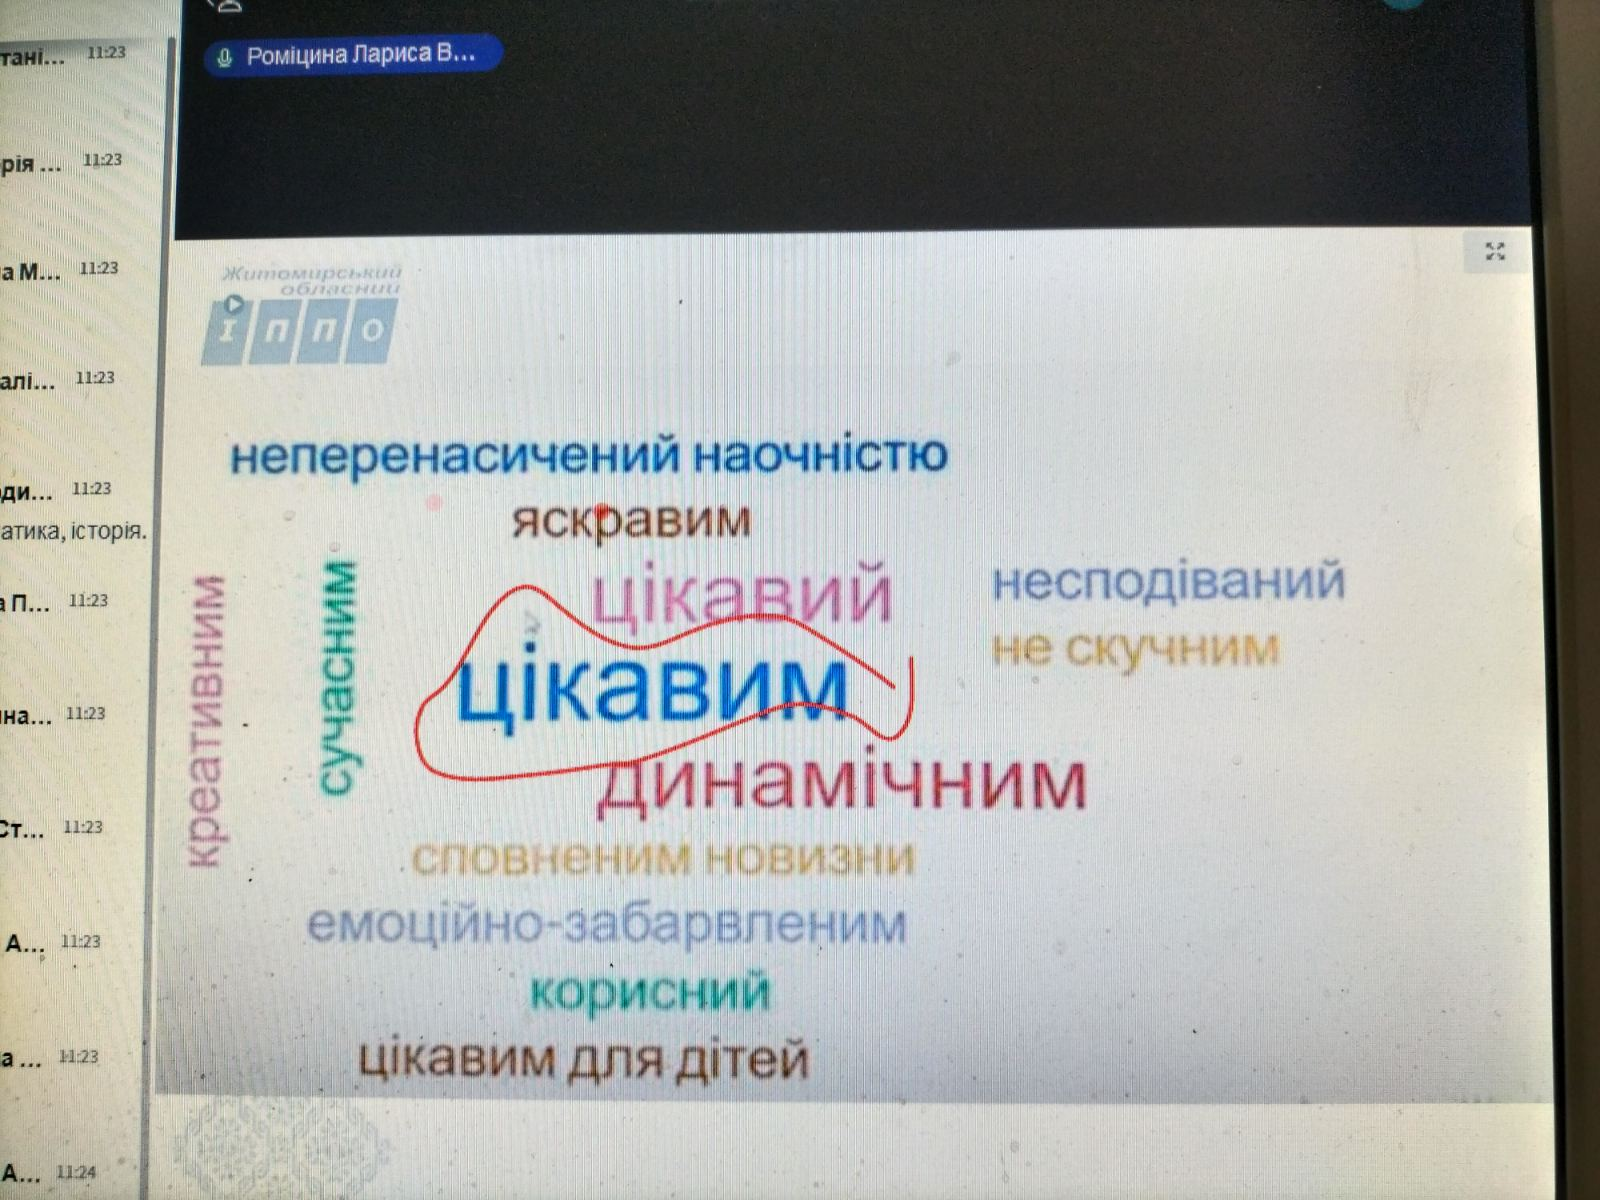 тані... 11:23
Роміцина Лариса В...
рія ... 11:23
а М... 11:23
Житомирський
обласний
ІППО
алі... 11:23
неперенасичений наочністю
ди... 11:23
яскравим
атика, історія.
цікавий
несподіваний
а П... 11:23
не скучним
креативним
сучасним
цікавим
на... 11:23
динамічним
Ст... 11:23
сповненим новизни
емоційно-забарвленим
А... 11:23
корисний
цікавим для дітей
а ... 11:23
А... 11:24